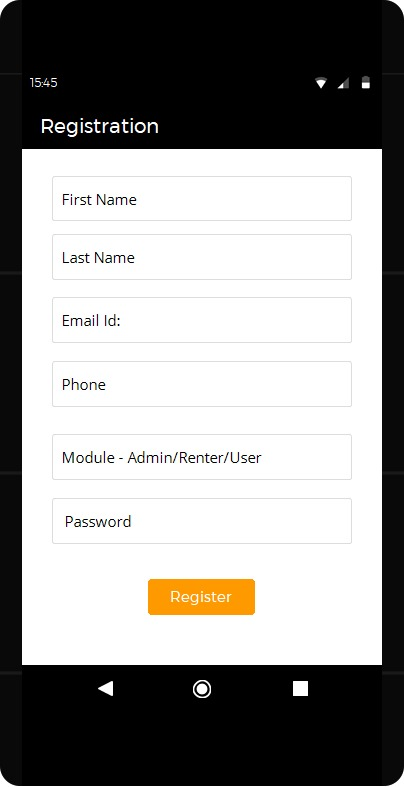 15:45
Registration
First Name
Last Name
Email Id:
Phone
Module - Admin/Renter/User
Password
Register